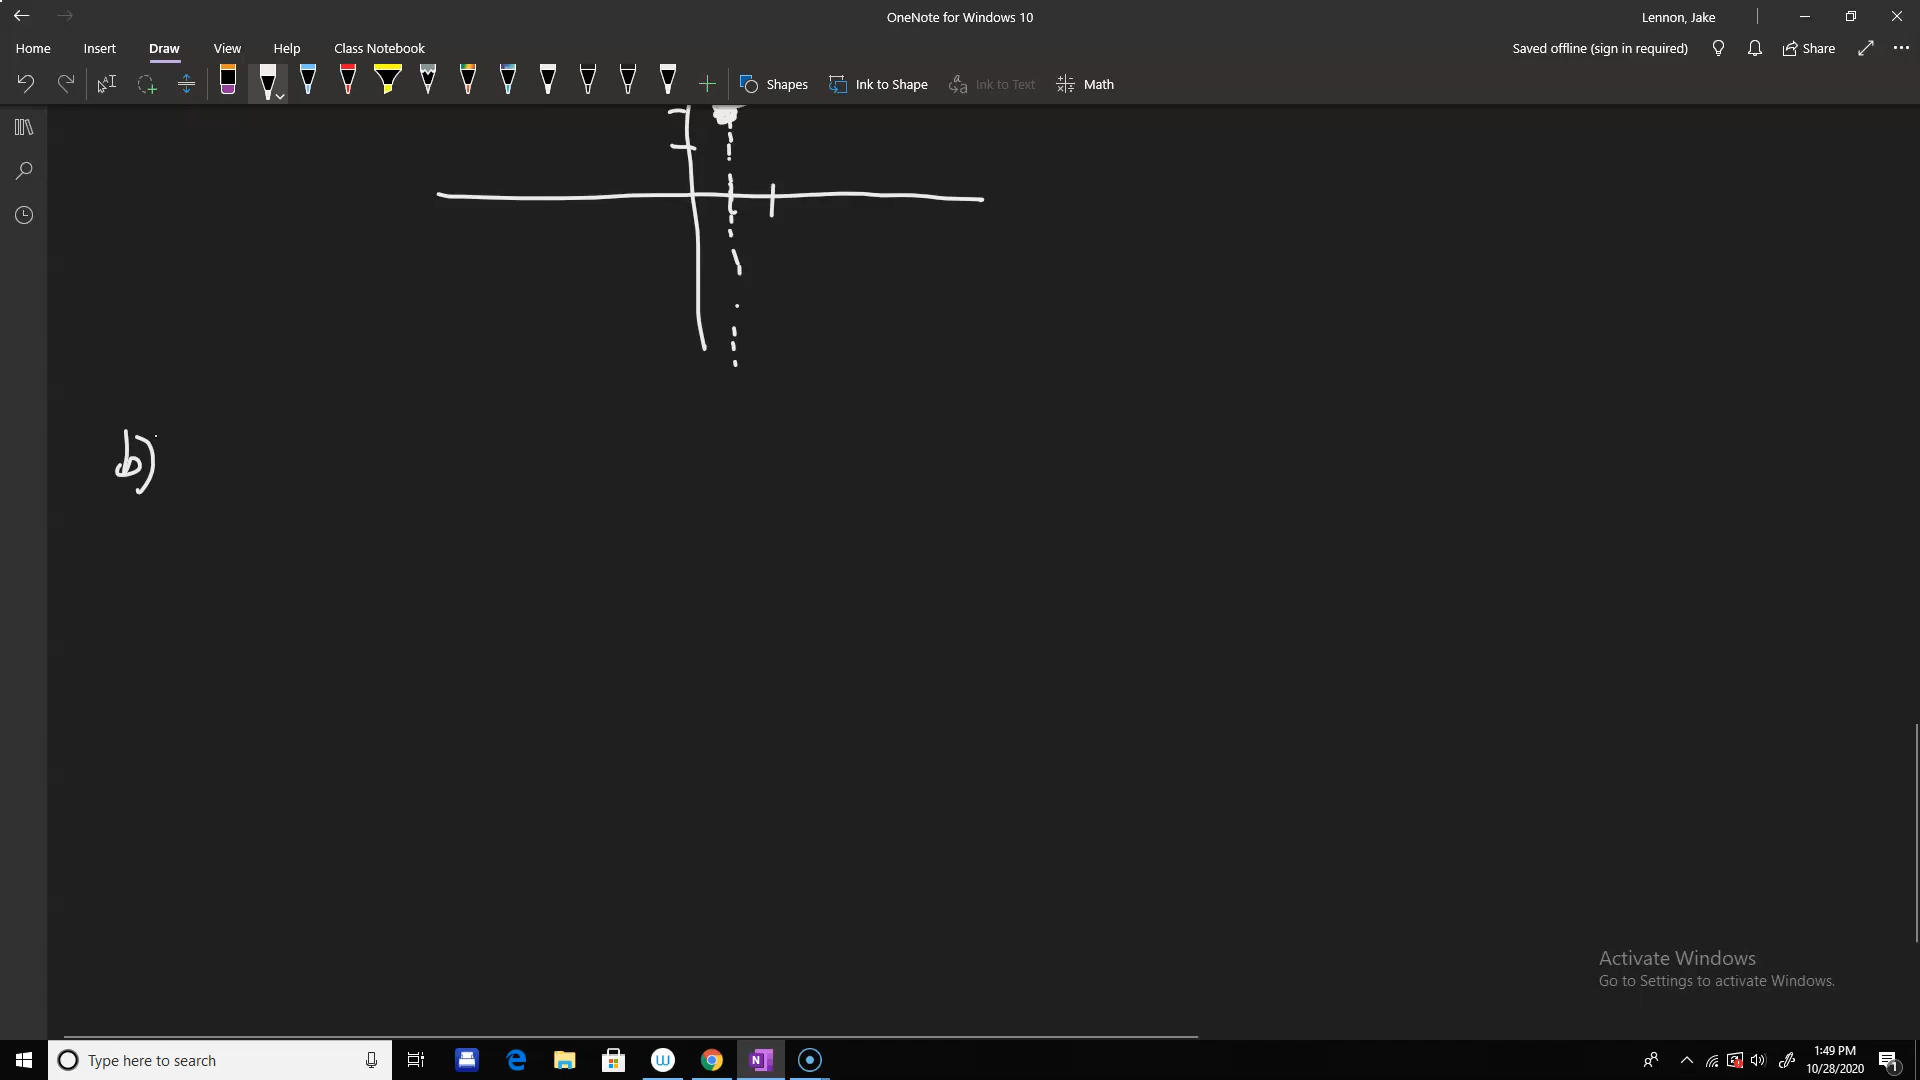 OneNote for Windows 10
Lennon, Jake
Home Insert Draw View Help Class Notebook
Saved offline (sign in required)
Share
Shapes
Ink to Shape
Ink to Text
Math
b)
Activate Windows
Go to Settings to activate Windows.
Type here to search
1:49 PM
10/28/2020
1